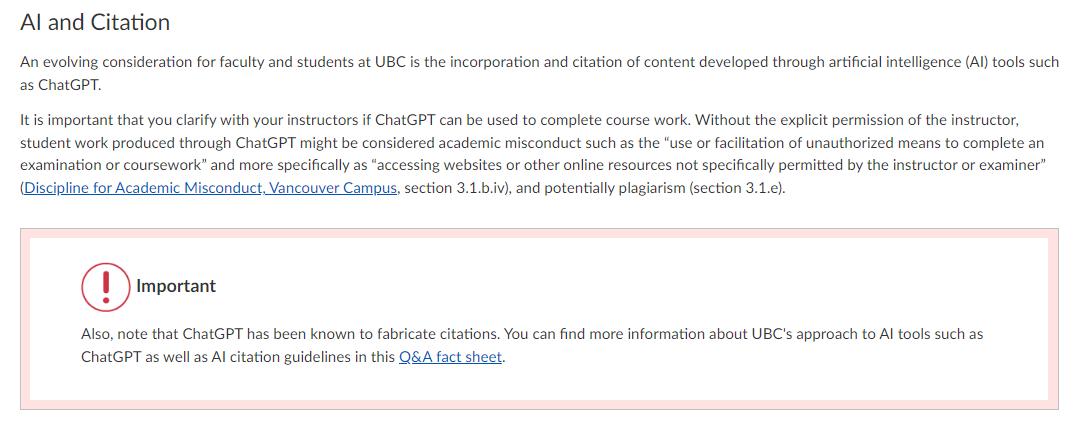 AI and Citation
An evolving consideration for faculty and students at UBC is the incorporation and citation of content developed through artificial intelligence (AI) tools such
as ChatGPT.
It is important that you clarify with your instructors if ChatGPT can be used to complete course work. Without the explicit permission of the instructor,
student work produced through ChatGPT might be considered academic misconduct such as the “use or facilitation of unauthorized means to complete an
examination or coursework” and more specifically as “accessing websites or other online resources not specifically permitted by the instructor or examiner”
(Discipline for Academic Misconduct, Vancouver Campus, section 3.1.b.iv), and potentially plagiarism (section 3.1.e).
Important
Also, note that ChatGPT has been known to fabricate citations. You can find more information about UBC's approach to AI tools such as
ChatGPT as well as AI citation guidelines in this Q&A fact sheet.